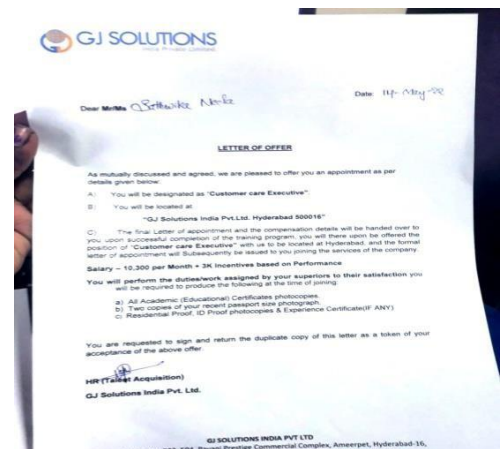 GJ SOLUTIONS
India Private Limited
Date: 14-May-22
Dear Mr/Ms
LETTER OF OFFER
As mutually discussed and agreed, we are pleased to offer you an appointment as per
details given below:
A: You will be designated as "Customer care Executive".
B: You will be located at:
"GJ Solutions India Pvt.Ltd. Hyderabad 500016"
C: The final Letter of appointment and the compensation details will be handed over to
you upon successful completion of the training program, you will there upon be offered the
position of "Customer care Executive" with us to be located at Hyderabad, and the formal
letter of appointment will Subsequently be issued to you joining the services of the company.
Salary – 10,300 per Month + 3K Incentives based on Performance
You will perform the duties/work assigned by your superiors to their satisfaction you
will be required to produce the following at the time of joining:
a) All Academic (Educational) Certificates photocopies.
b) Two copies of your recent passport size photograph.
c) Residential Proof, ID Proof photocopies & Experience Certificate(IF ANY)
You are requested to sign and return the duplicate copy of this letter as a token of your
acceptance of the above offer.
HR (Talent Acquisition)
GJ Solutions India Pvt. Ltd.
GJ SOLUTIONS INDIA PVT LTD
Pavani Prestige Commercial Complex, Ameerpet, Hyderabad-16,